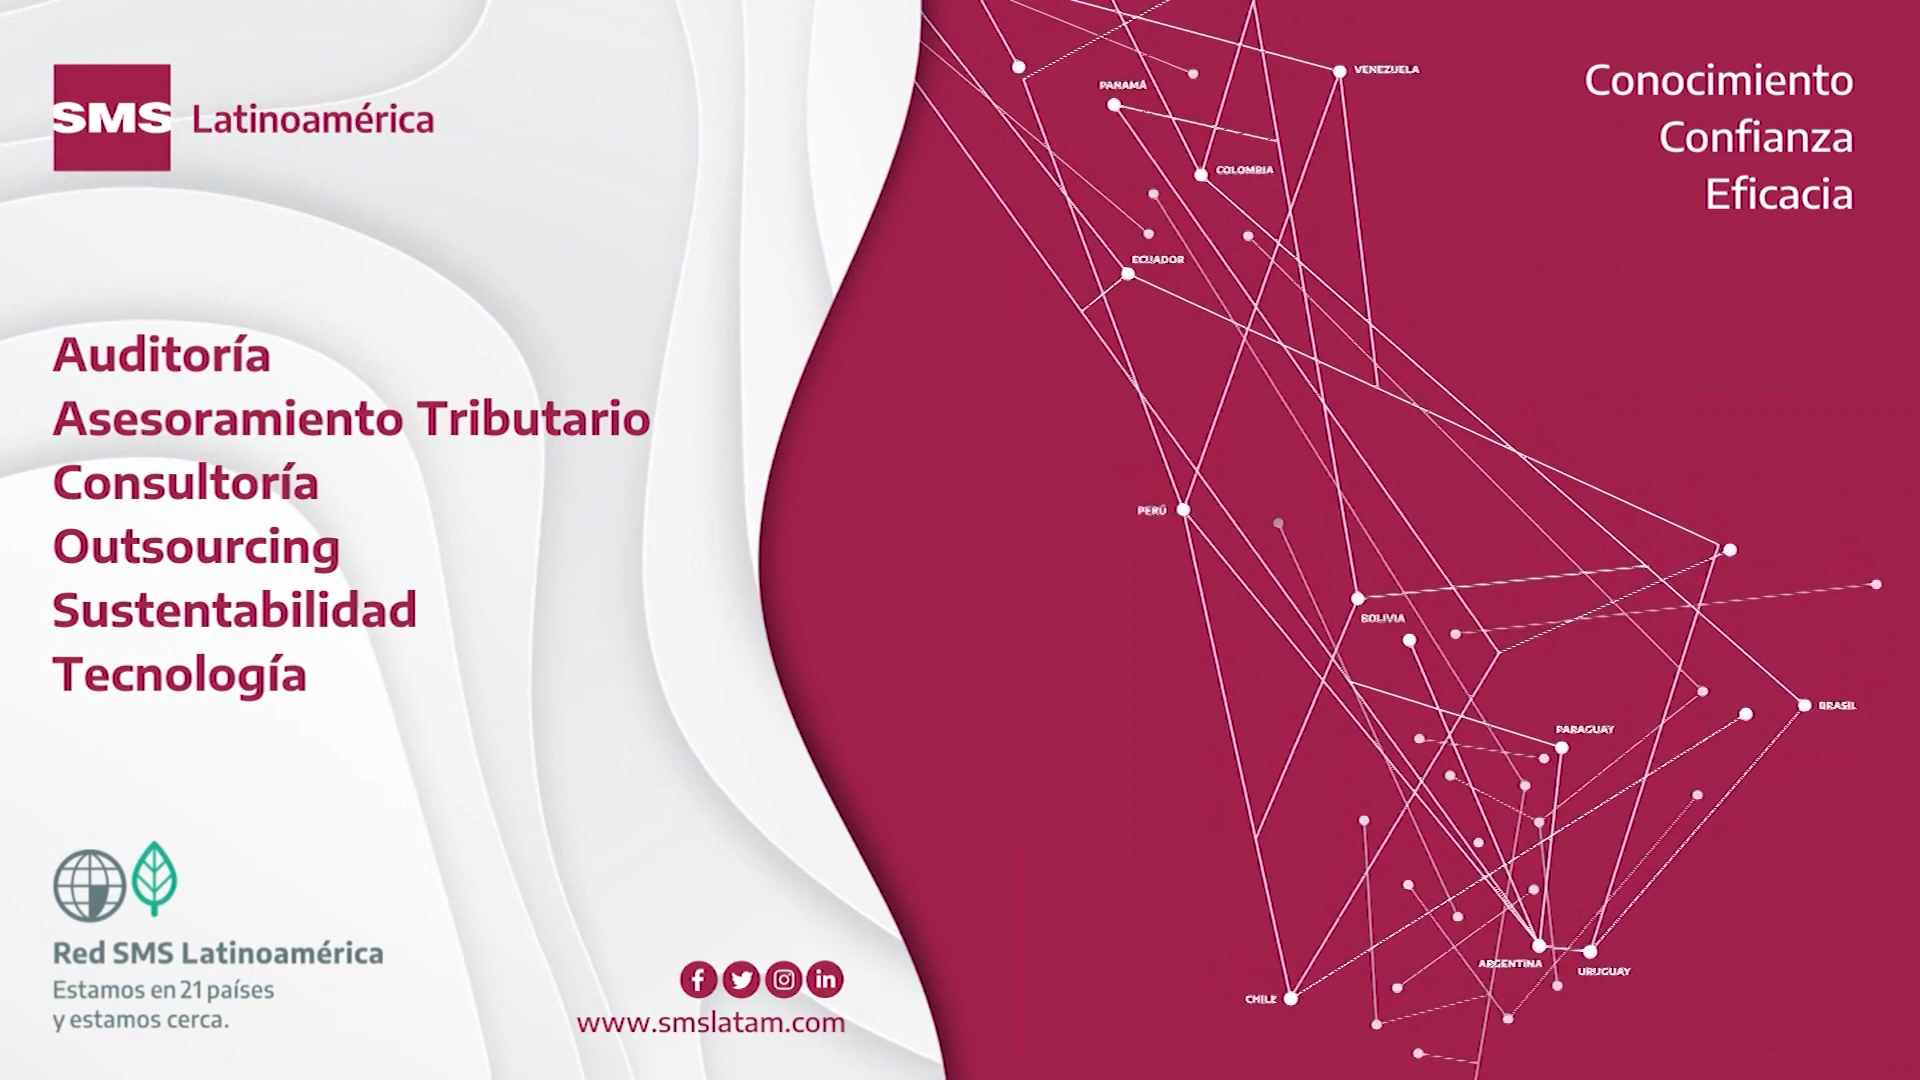 SMS Latinoamérica
Auditoría
Asesoramiento Tributario
Consultoría
Outsourcing
Sustentabilidad
Tecnología
Red SMS Latinoamérica
Estamos en 21 países
y estamos cerca.
www.smslatam.com
Conocimiento
Confianza
Eficacia
VENEZUELA
PANAMÁ
COLOMBIA
ECUADOR
PERÚ
BOLIVIA
BRASIL
PARAGUAY
ARGENTINA
URUGUAY
CHILE